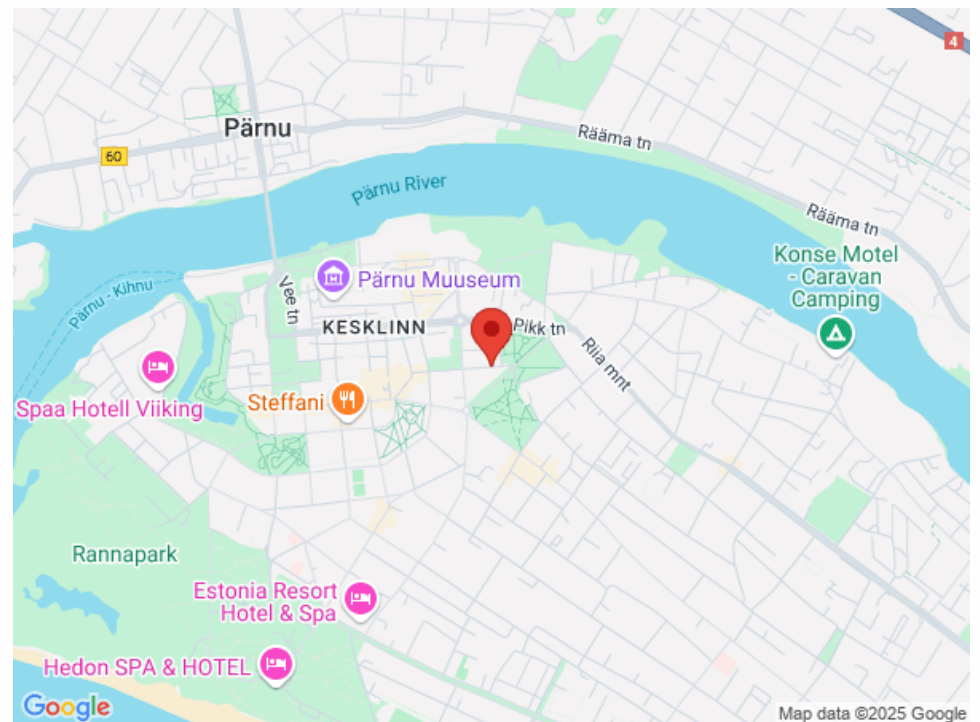 4
Pärnu
Rääma tn
60
Pärnu River
Rääma tn
Konse Motel
- Caravan
Camping
Pärnu - Kihnu
Vee tn
Pärnu Muuseum
KESKLINN
Pikk tn
Riia mnt
Spaa Hotell Viiking
Steffani
Rannapark
Estonia Resort
Hotel & Spa
Hedon SPA & HOTEL
Google
Map data ©2025 Google